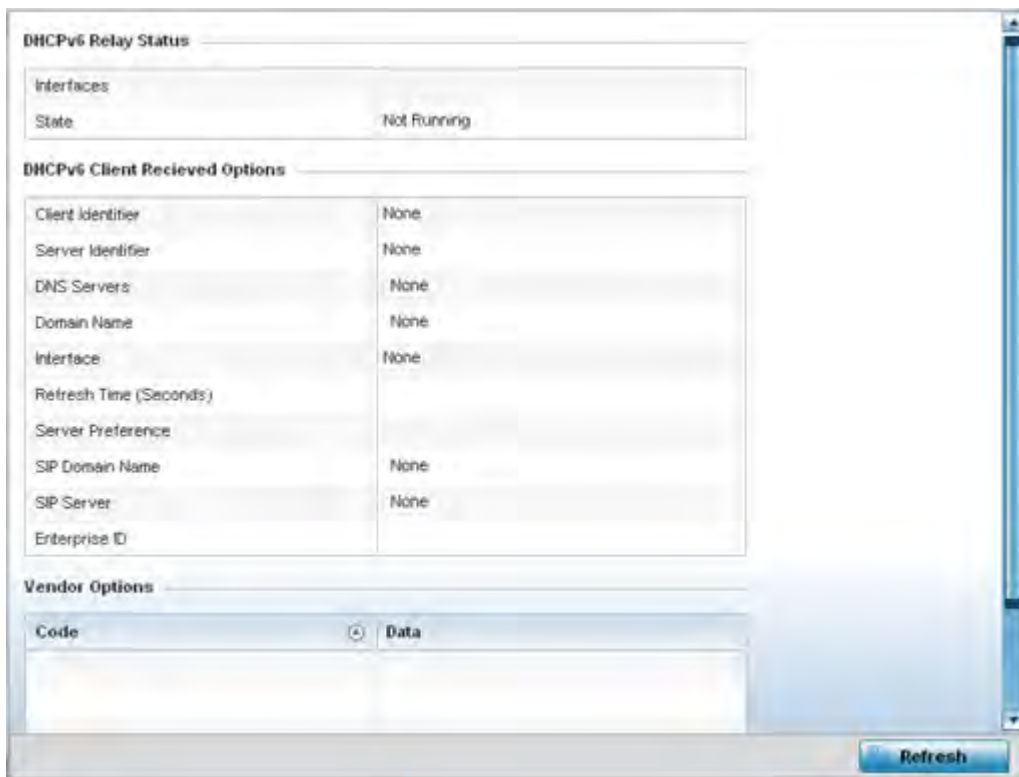 DHCPv6 Relay Status
Interfaces
State Not Running
DHCPv6 Client Recieved Options
Client Identifier None
Server Identifier None
DNS Servers None
Domain Name None
Interface None
Refresh Time (Seconds)
Server Preference
SIP Domain Name None
SIP Server None
Enterprise ID
Vendor Options
Code Data
Refresh